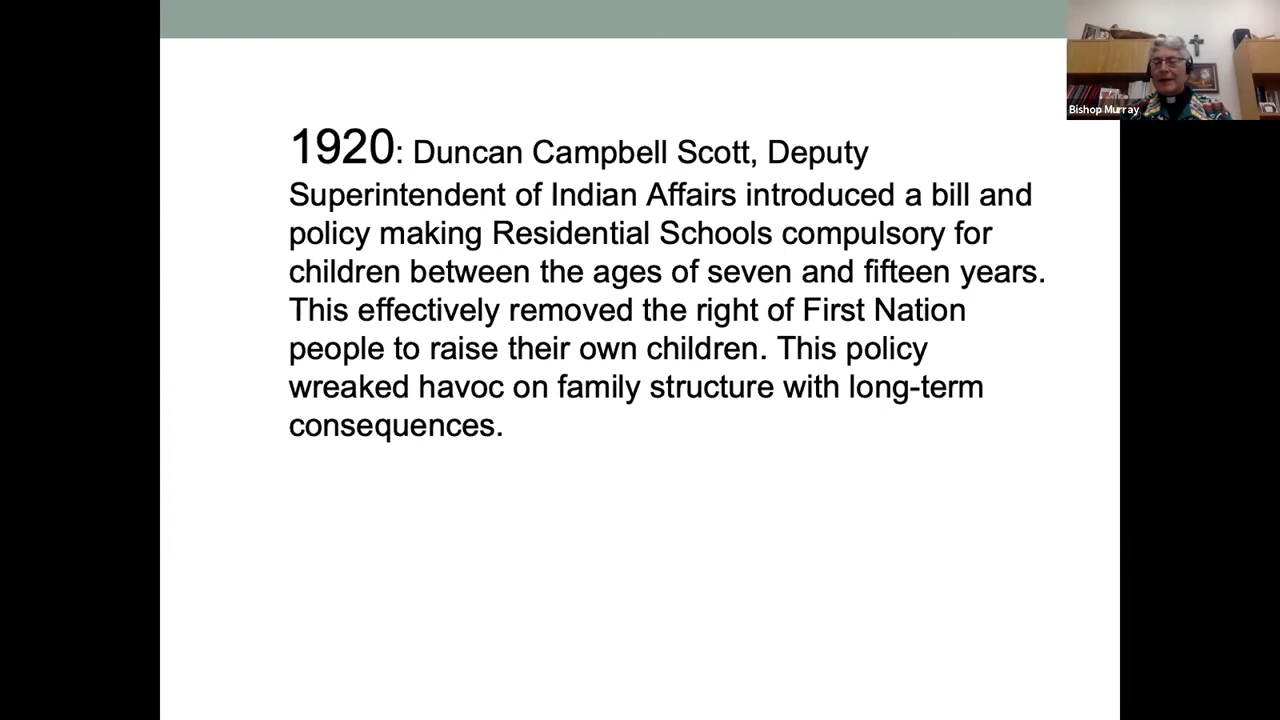 1920: Duncan Campbell Scott, Deputy
Superintendent of Indian Affairs introduced a bill and
policy making Residential Schools compulsory for
children between the ages of seven and fifteen years.
This effectively removed the right of First Nation
people to raise their own children. This policy
wreaked havoc on family structure with long-term
consequences.
Bishop Murray